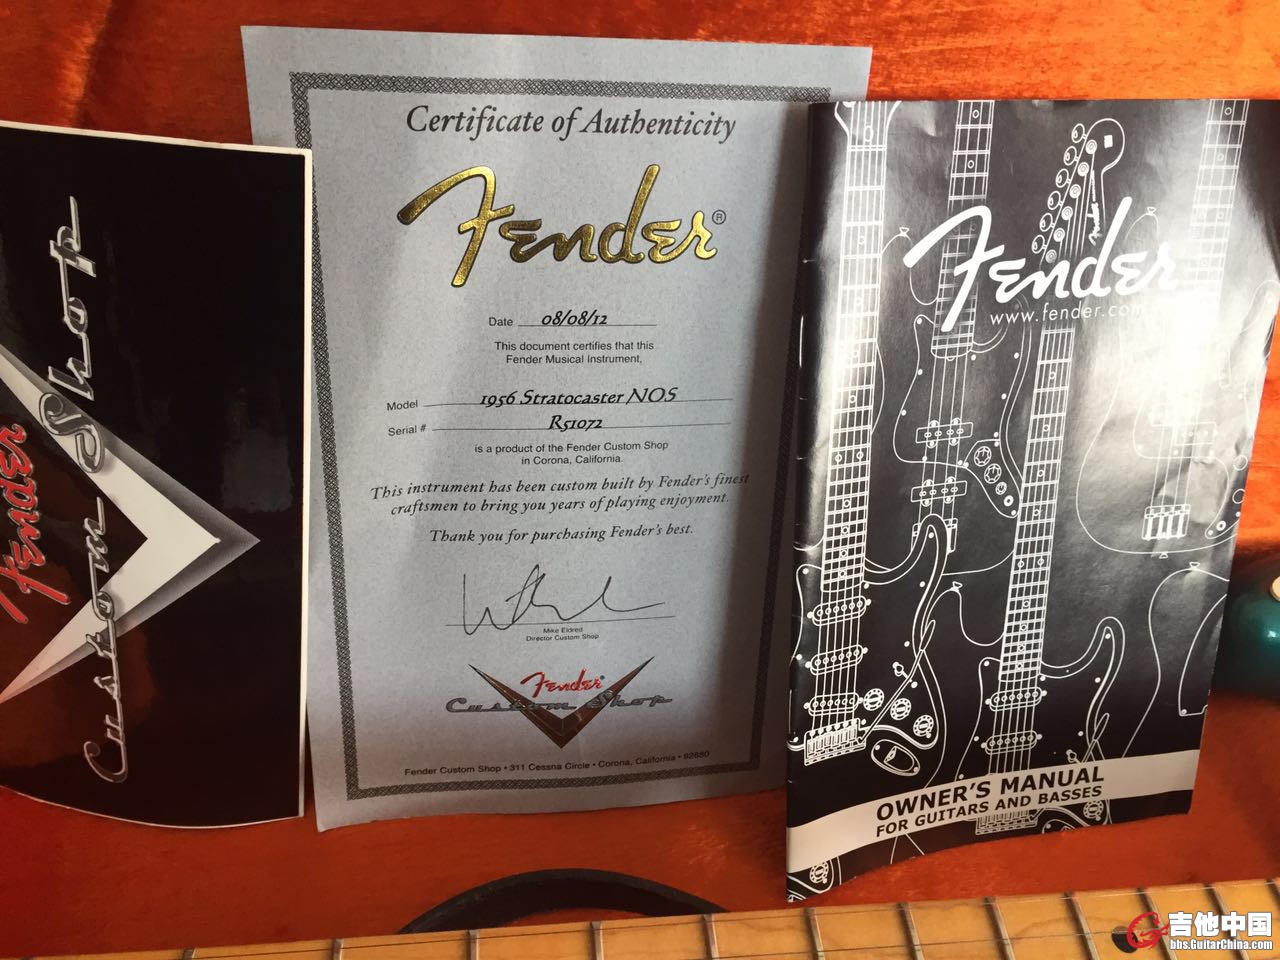 Fender
Custom Shop
Certificate of Authenticity
Fender®
Date 08/08/12
This document certifies that this
Fender Musical Instrument,
Model 1956 Stratocaster NOS
Serial # R51072
is a product of the Fender Custom Shop
in Corona, California.
This instrument has been custom built by Fender's finest
craftsmen to bring you years of playing enjoyment.
Thank you for purchasing Fender's best.
Mike Eldred
Director Custom Shop
Fender®
Custom Shop
Fender Custom Shop • 311 Cessna Circle • Corona, California • 92880
Fender
Fender
www.fender.com
OWNER'S MANUAL
FOR GUITARS AND BASSES
吉他中国
bbs.GuitarChina.com